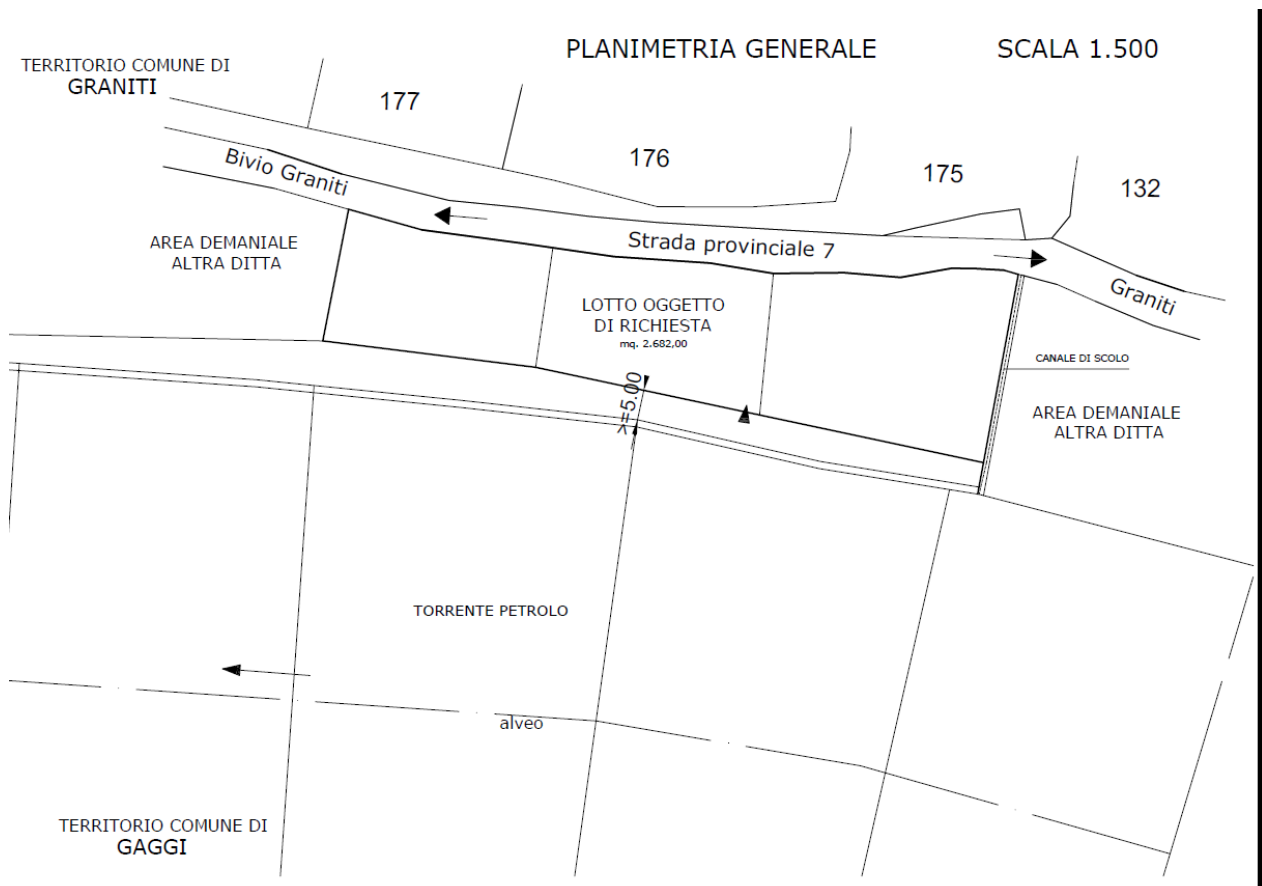 PLANIMETRIA GENERALE
SCALA 1.500
TERRITORIO COMUNE DI
GRANITI
177
176
175
132
Bivio Graniti
Strada provinciale 7
Graniti
AREA DEMANIALE
ALTRA DITTA
LOTTO OGGETTO
DI RICHIESTA
mq. 2.682,00
CANALE DI SCOLO
>=5.00
AREA DEMANIALE
ALTRA DITTA
TORRENTE PETROLO
alveo
TERRITORIO COMUNE DI
GAGGI